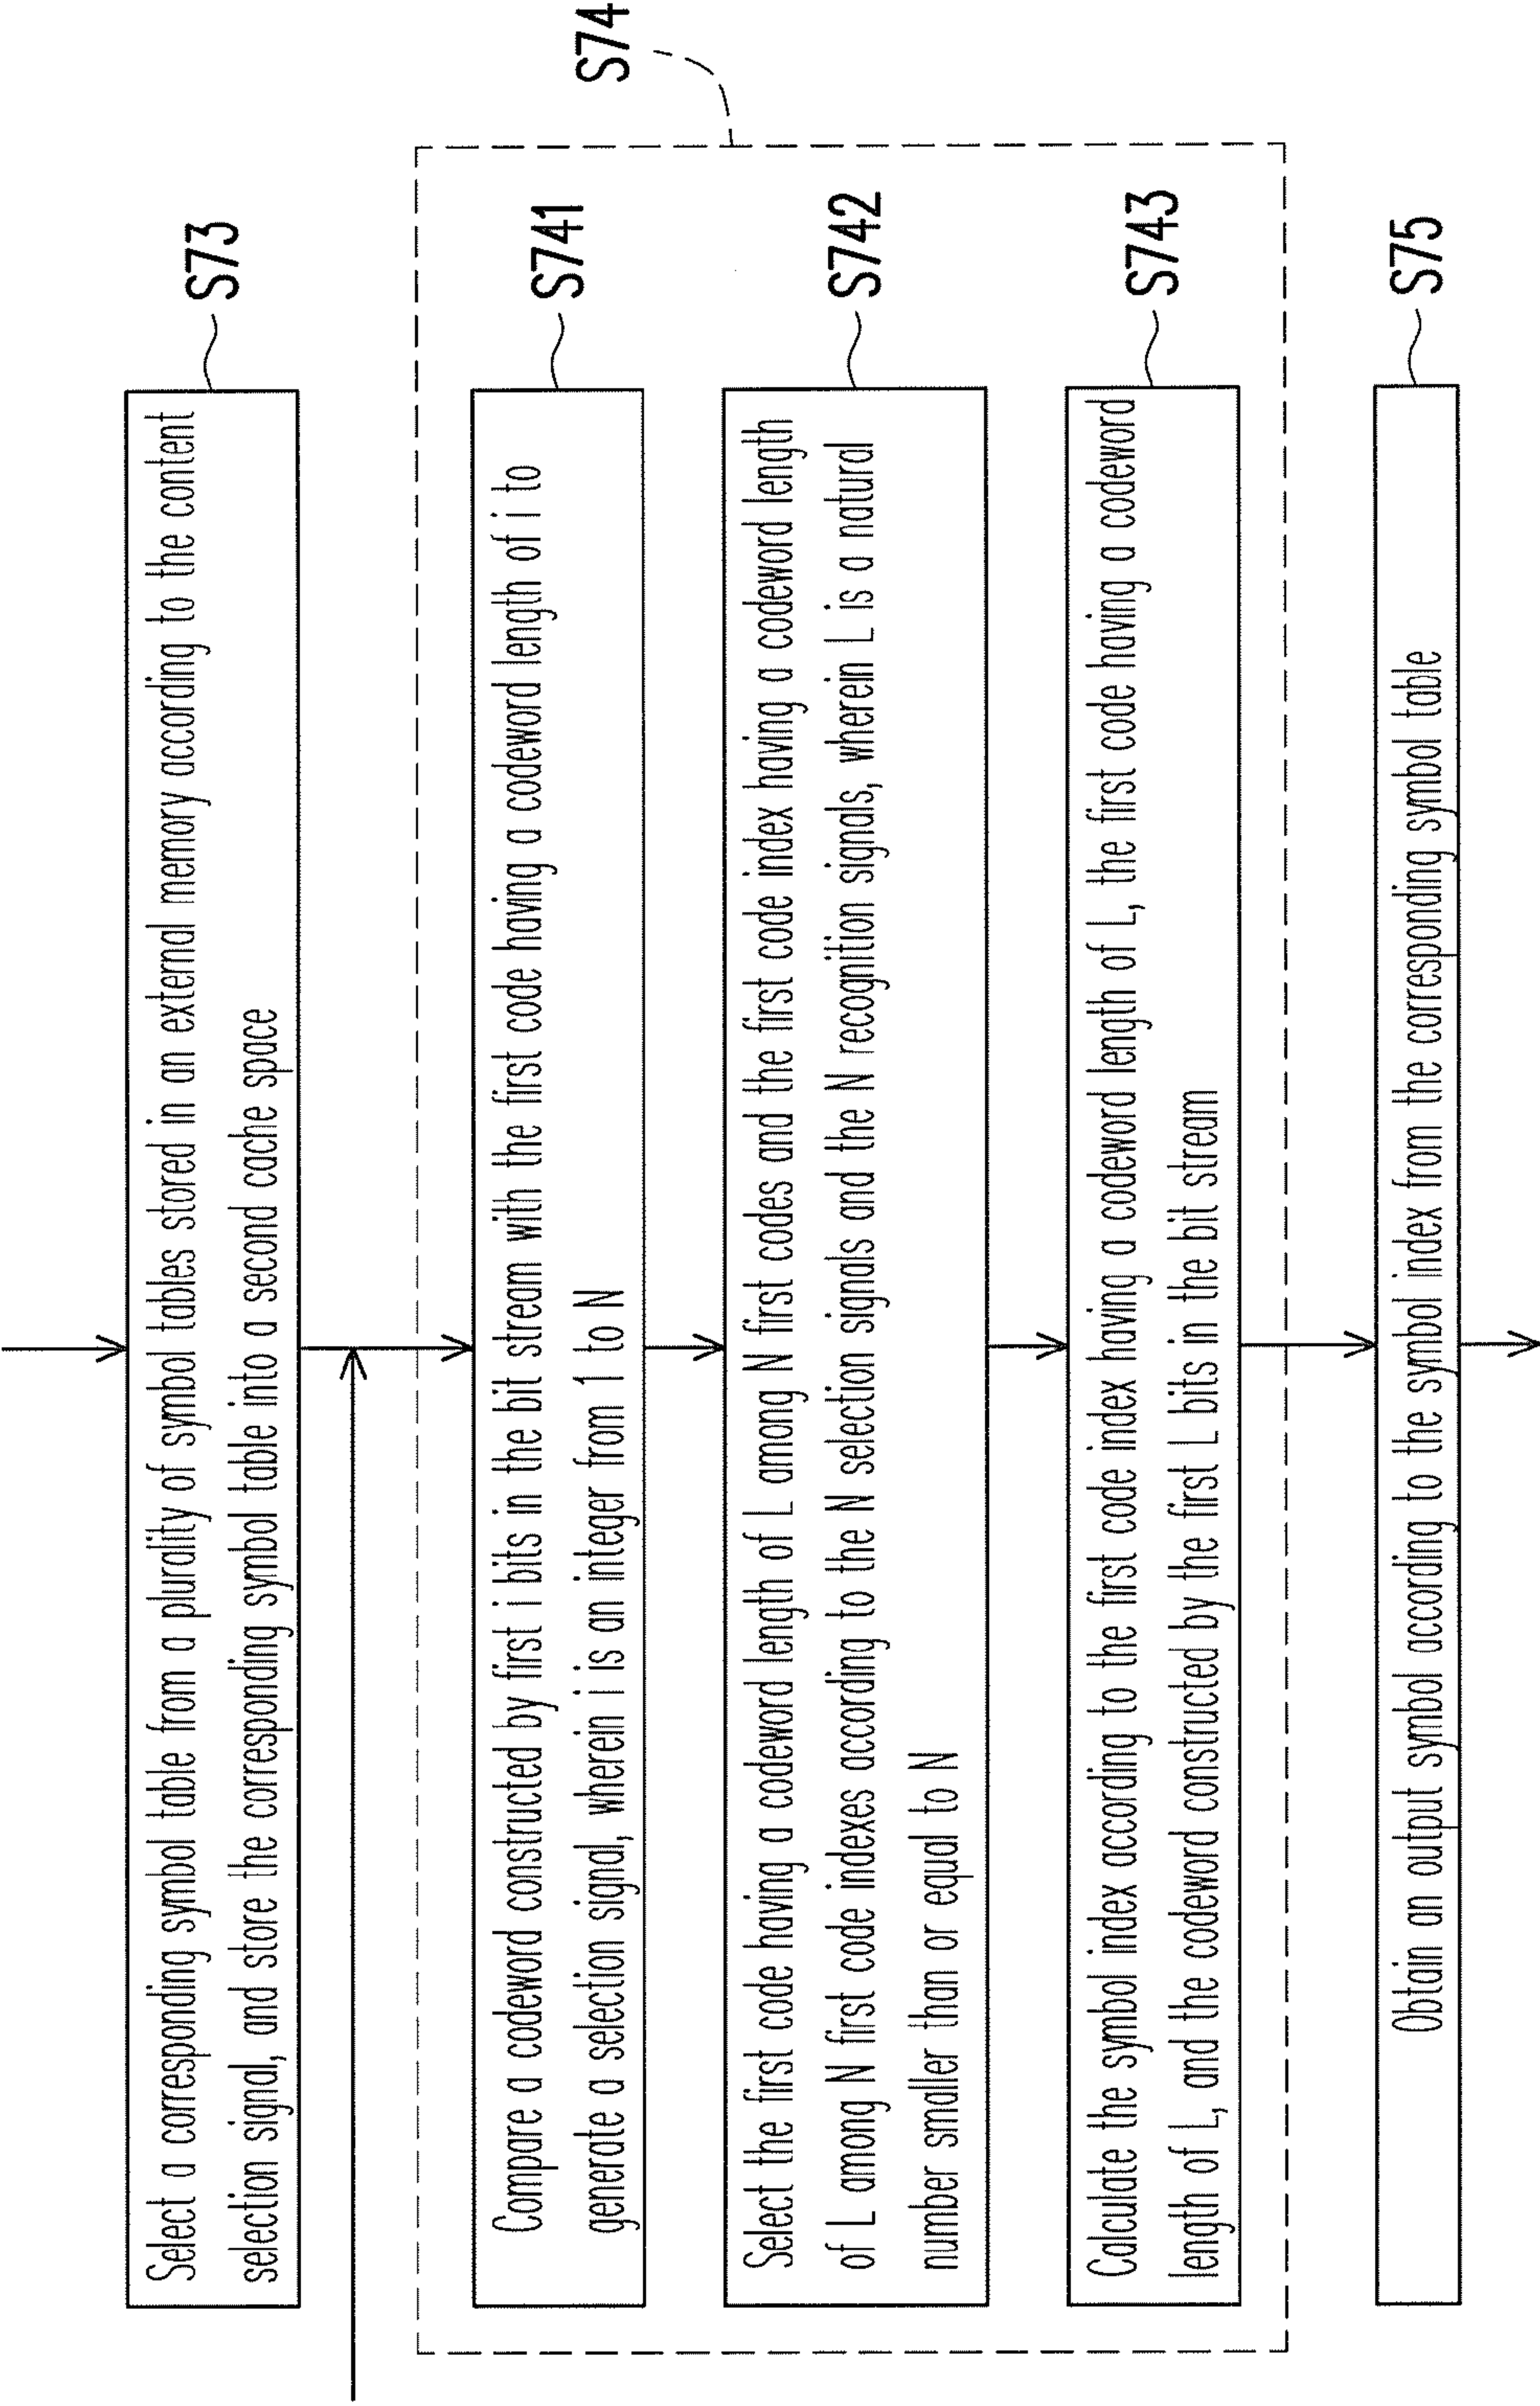 Select a corresponding symbol table from a plurality of symbol tables stored in an external memory according to the content
selection signal, and store the corresponding symbol table into a second cache space
S73
S74
Compare a codeword constructed by first i bits in the bit stream with the first code having a codeword length of i to
generate a selection signal, wherein i is an integer from 1 to N
S741
Select the first code having a codeword length of L among N first codes and the first code index having a codeword length
of L among N first code indexes according to the N selection signals and the N recognition signals, wherein L is a natural
number smaller than or equal to N
S742
Calculate the symbol index according to the first code index having a codeword length of L, the first code having a codeword
length of L, and the codeword constructed by the first L bits in the bit stream
S743
Obtain an output symbol according to the symbol index from the corresponding symbol table
S75